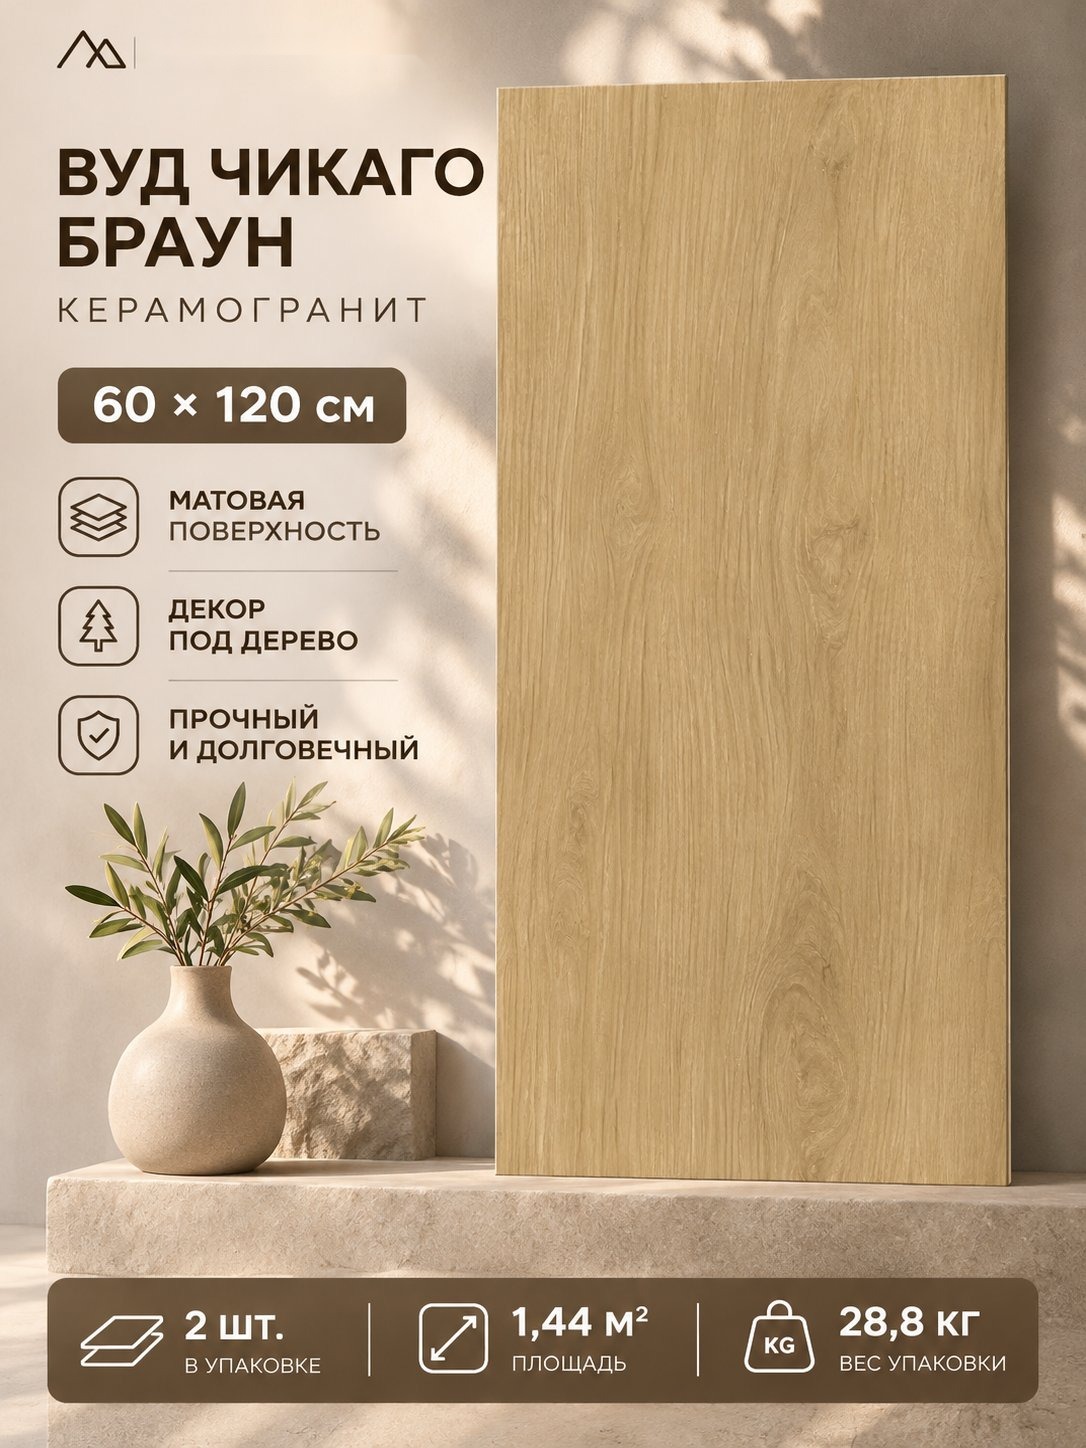 ВУД ЧИКАГО
БРАУН
КЕРАМОГРАНИТ
60 × 120 см
МАТОВАЯ
ПОВЕРХНОСТЬ
ДЕКОР
ПОД ДЕРЕВО
ПРОЧНЫЙ
И ДОЛГОВЕЧНЫЙ
2 шт.
В УПАКОВКЕ
1,44 м²
ПЛОЩАДЬ
KG
28,8 кг
ВЕС УПАКОВКИ